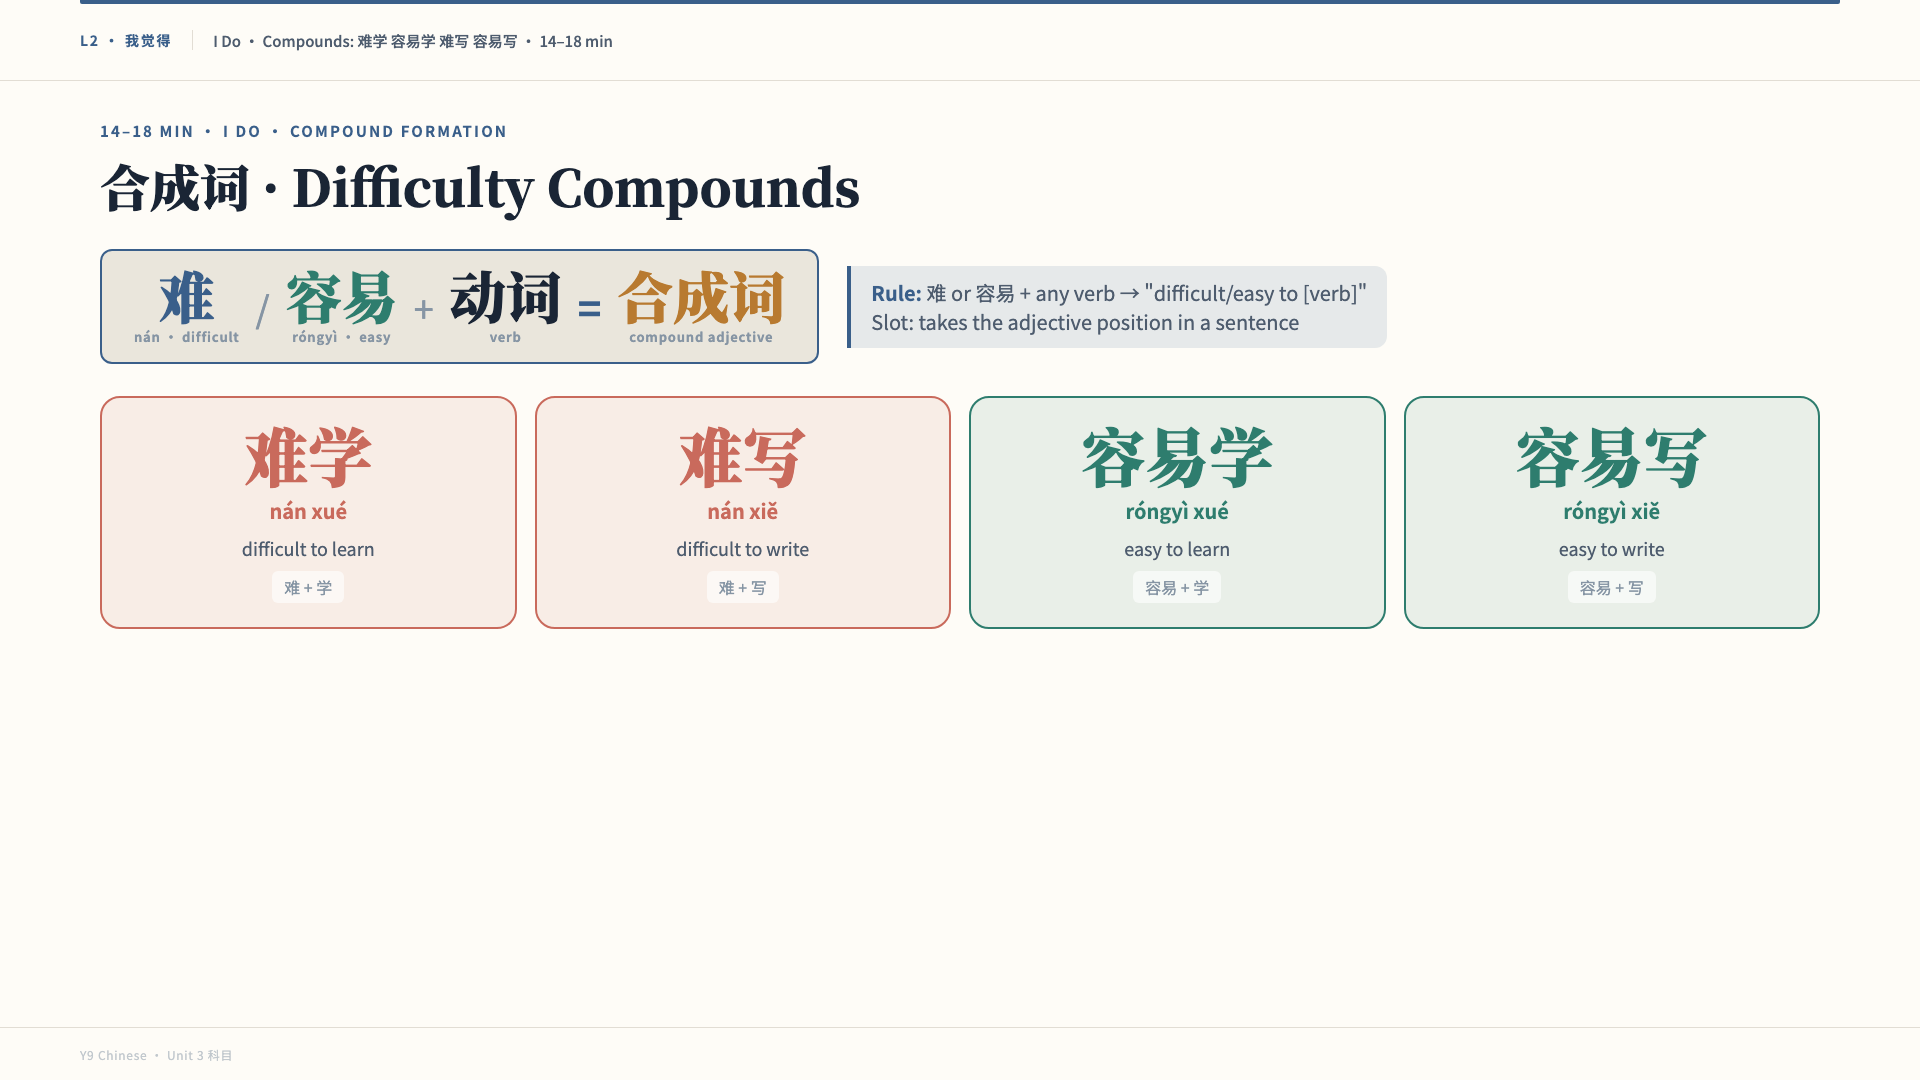 L2 • 我觉得
I Do • Compounds: 难学 容易学 难写 容易写 • 14–18 min
14–18 MIN • I DO • COMPOUND FORMATION
合成词 · Difficulty Compounds
难 / 容易 + 动词 = 合成词
nán • difficult róngyì • easy verb compound adjective
Rule: 难 or 容易 + any verb → "difficult/easy to [verb]"
Slot: takes the adjective position in a sentence
难学
nán xué
difficult to learn
难 + 学
难写
nán xiě
difficult to write
难 + 写
容易学
róngyì xué
easy to learn
容易 + 学
容易写
róngyì xiě
easy to write
容易 + 写
Y9 Chinese • Unit 3 科目